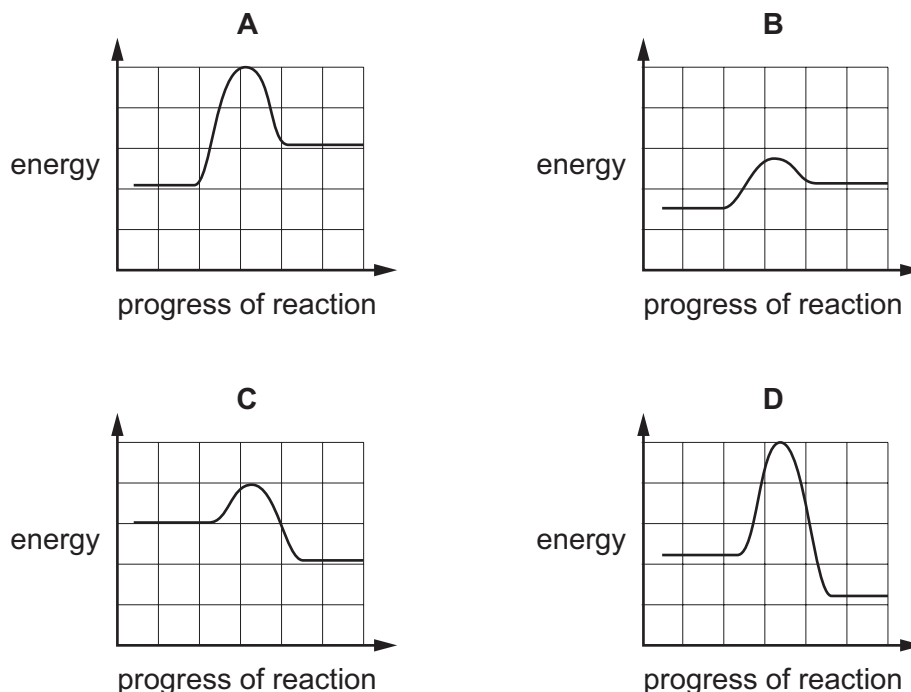 A
energy
progress of reaction
B
energy
progress of reaction
C
energy
progress of reaction
D
energy
progress of reaction